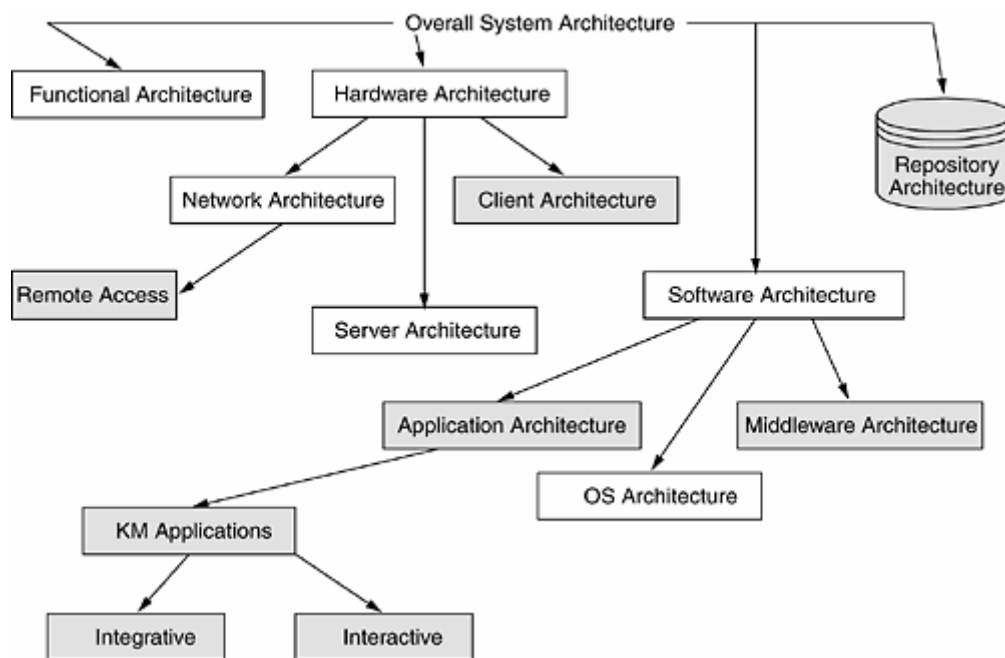 Overall System Architecture
Functional Architecture
Hardware Architecture
Repository
Architecture
Network Architecture
Client Architecture
Remote Access
Software Architecture
Server Architecture
Application Architecture
Middleware Architecture
OS Architecture
KM Applications
Integrative
Interactive